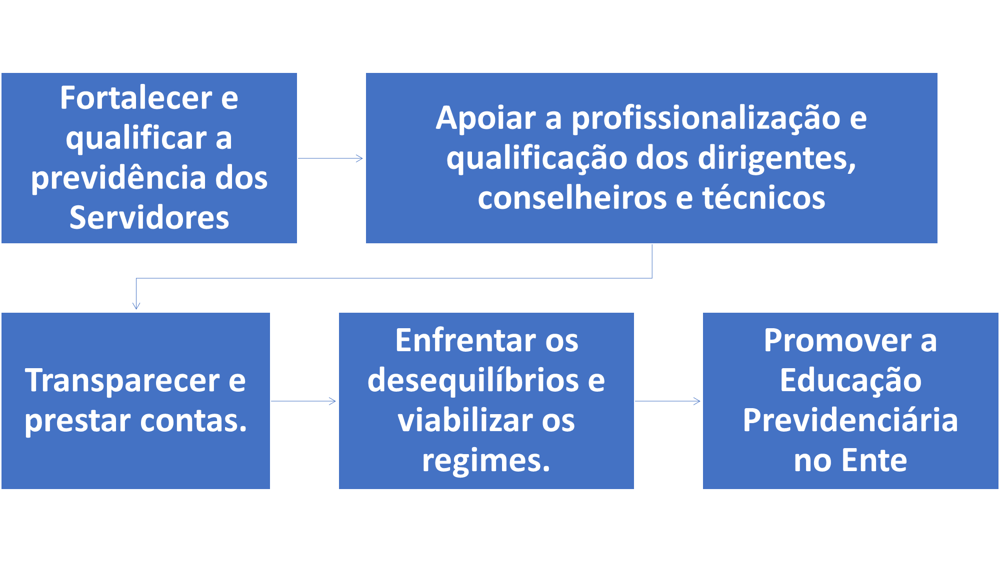 Fortalecer e
qualificar a
previdência dos
Servidores
Apoiar a profissionalização e
qualificação dos dirigentes,
conselheiros e técnicos
Transparecer e
prestar contas.
Enfrentar os
desequilíbrios e
viabilizar os
regimes.
Promover a
Educação
Previdenciária
no Ente